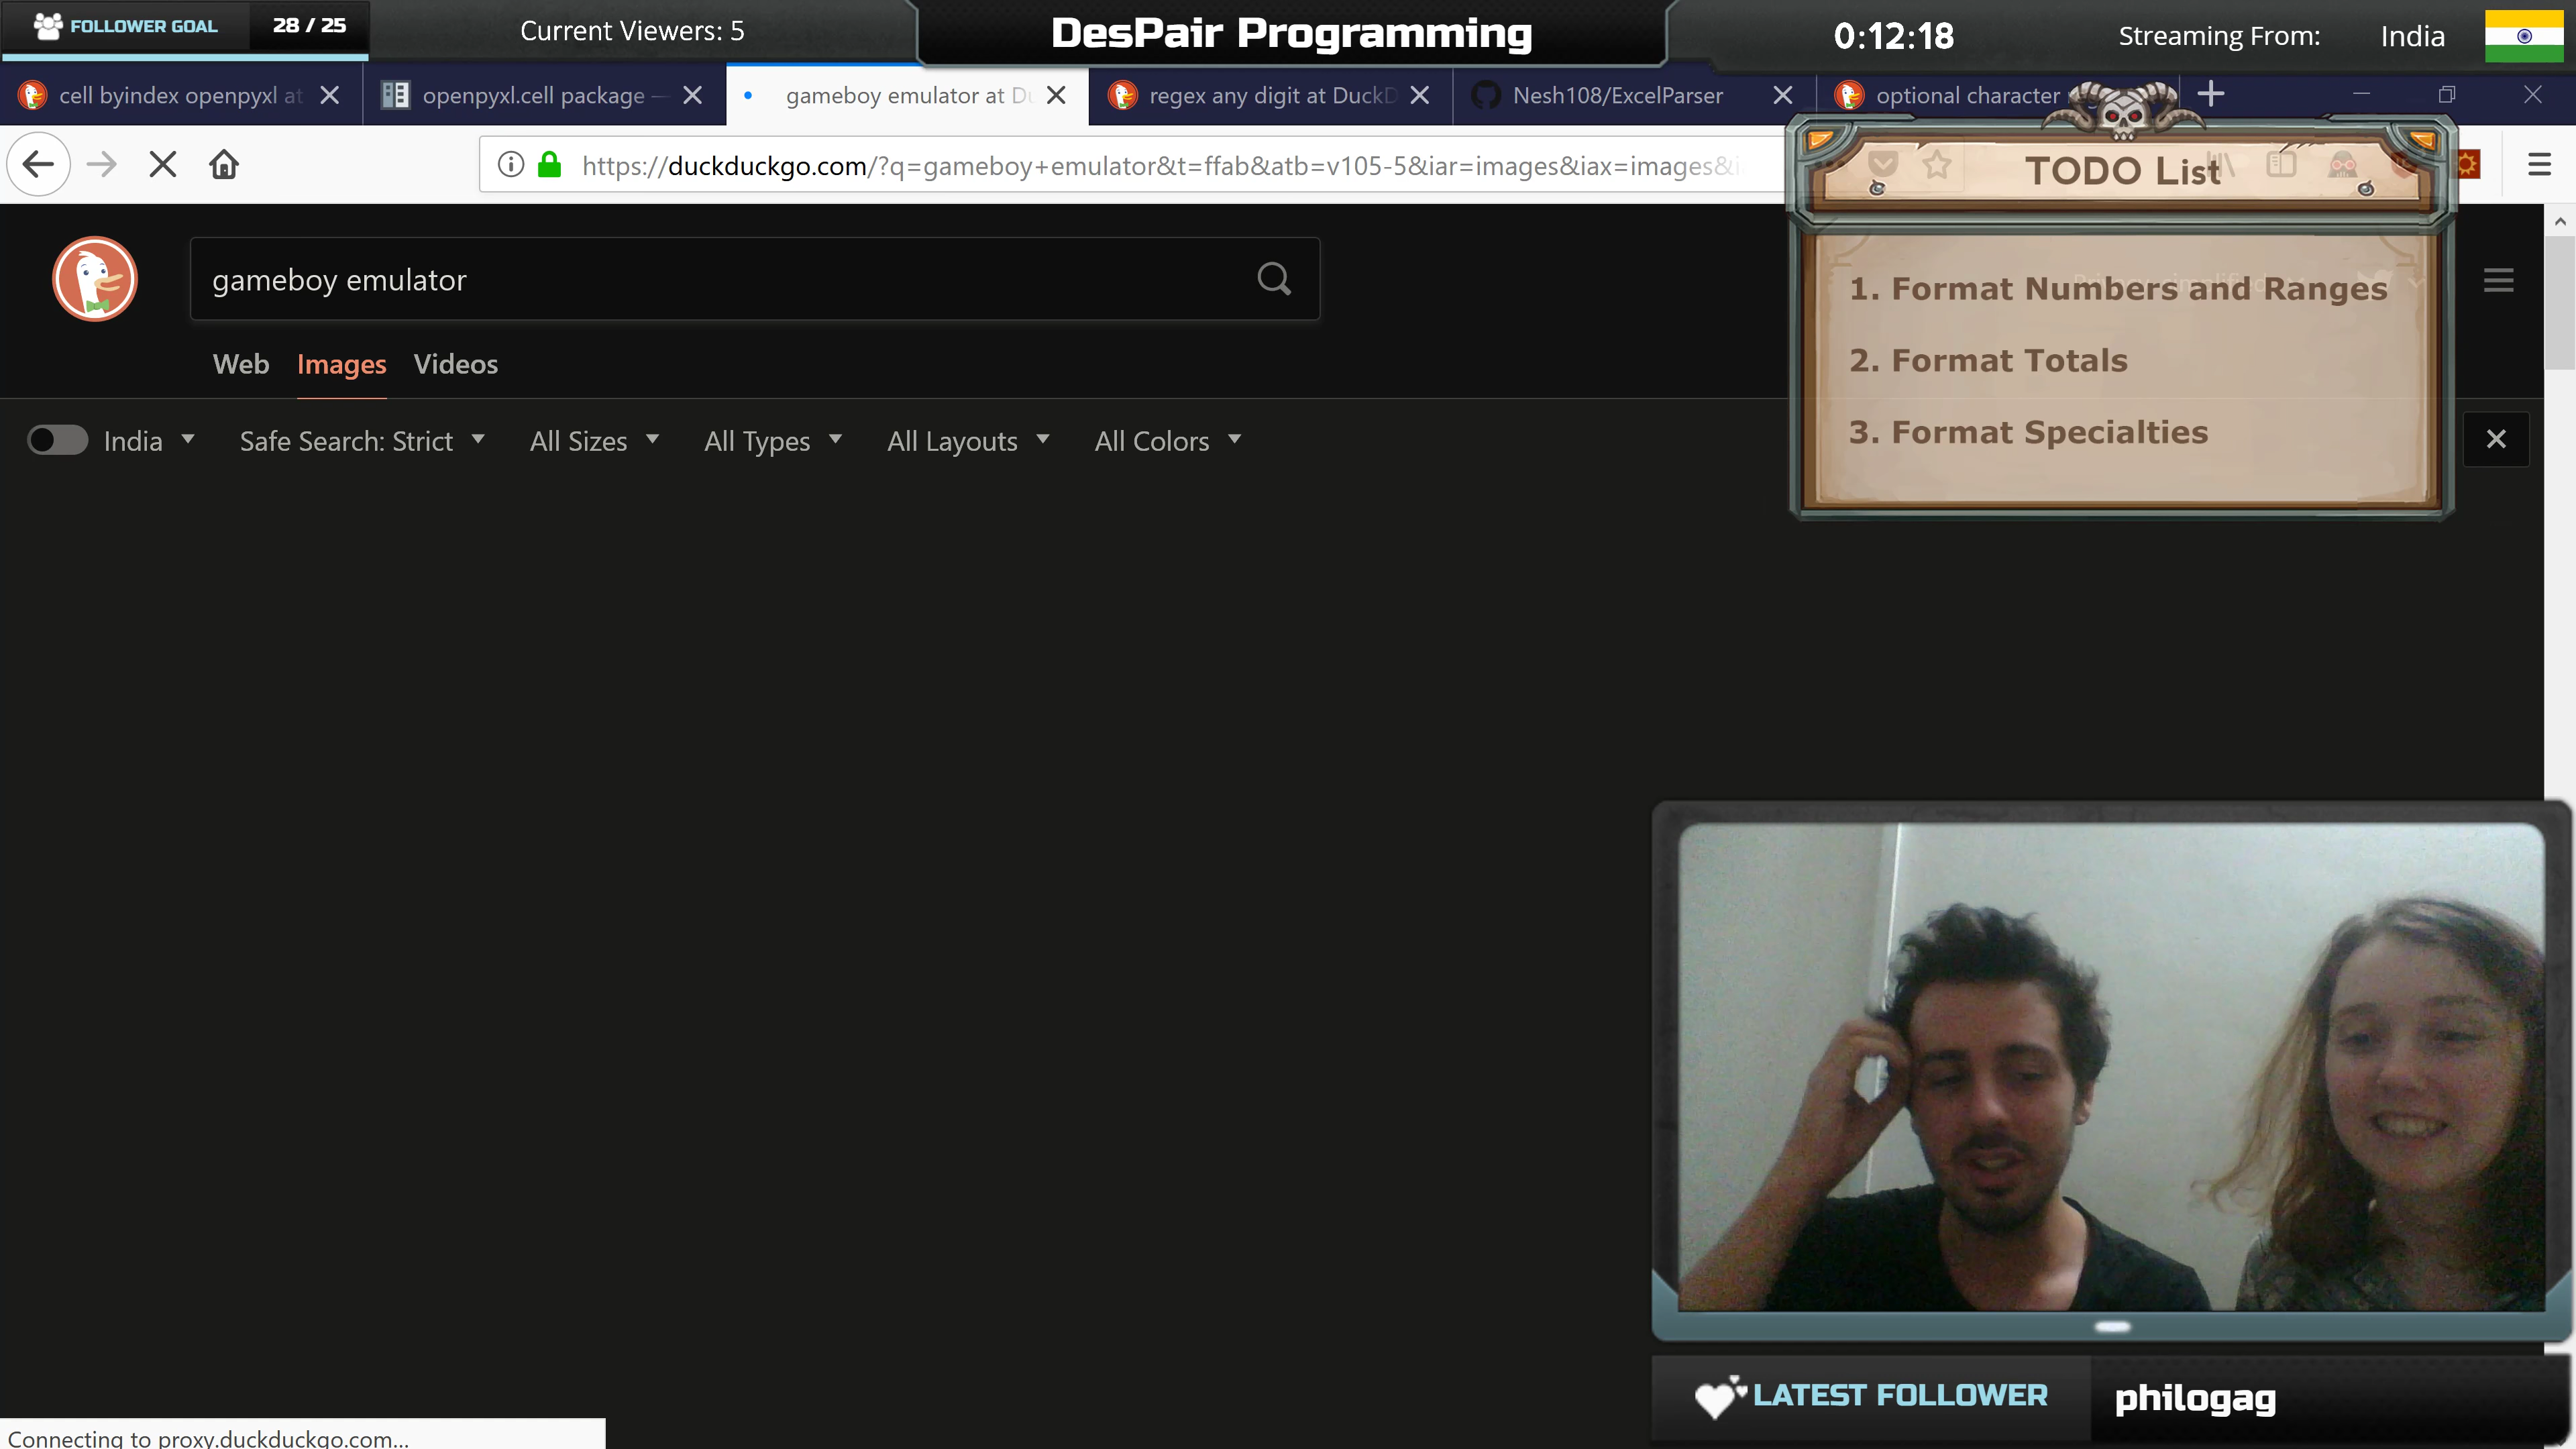 FOLLOWER GOAL 28 / 25
Current Viewers: 5
DesPair Programming
0:12:18
Streaming From: India
cell byindex openpyxl at
openpyxl.cell package —
gameboy emulator at Du
regex any digit at DuckD
Nesh108/ExcelParser
optional character
https://duckduckgo.com/?q=gameboy+emulator&t=ffab&atb=v105-5&iar=images&iax=images&i
TODO List
gameboy emulator
1. Format Numbers and Ranges
2. Format Totals
3. Format Specialties
Web Images Videos
India Safe Search: Strict All Sizes All Types All Layouts All Colors
LATEST FOLLOWER philogag
Connecting to proxy.duckduckgo.com...